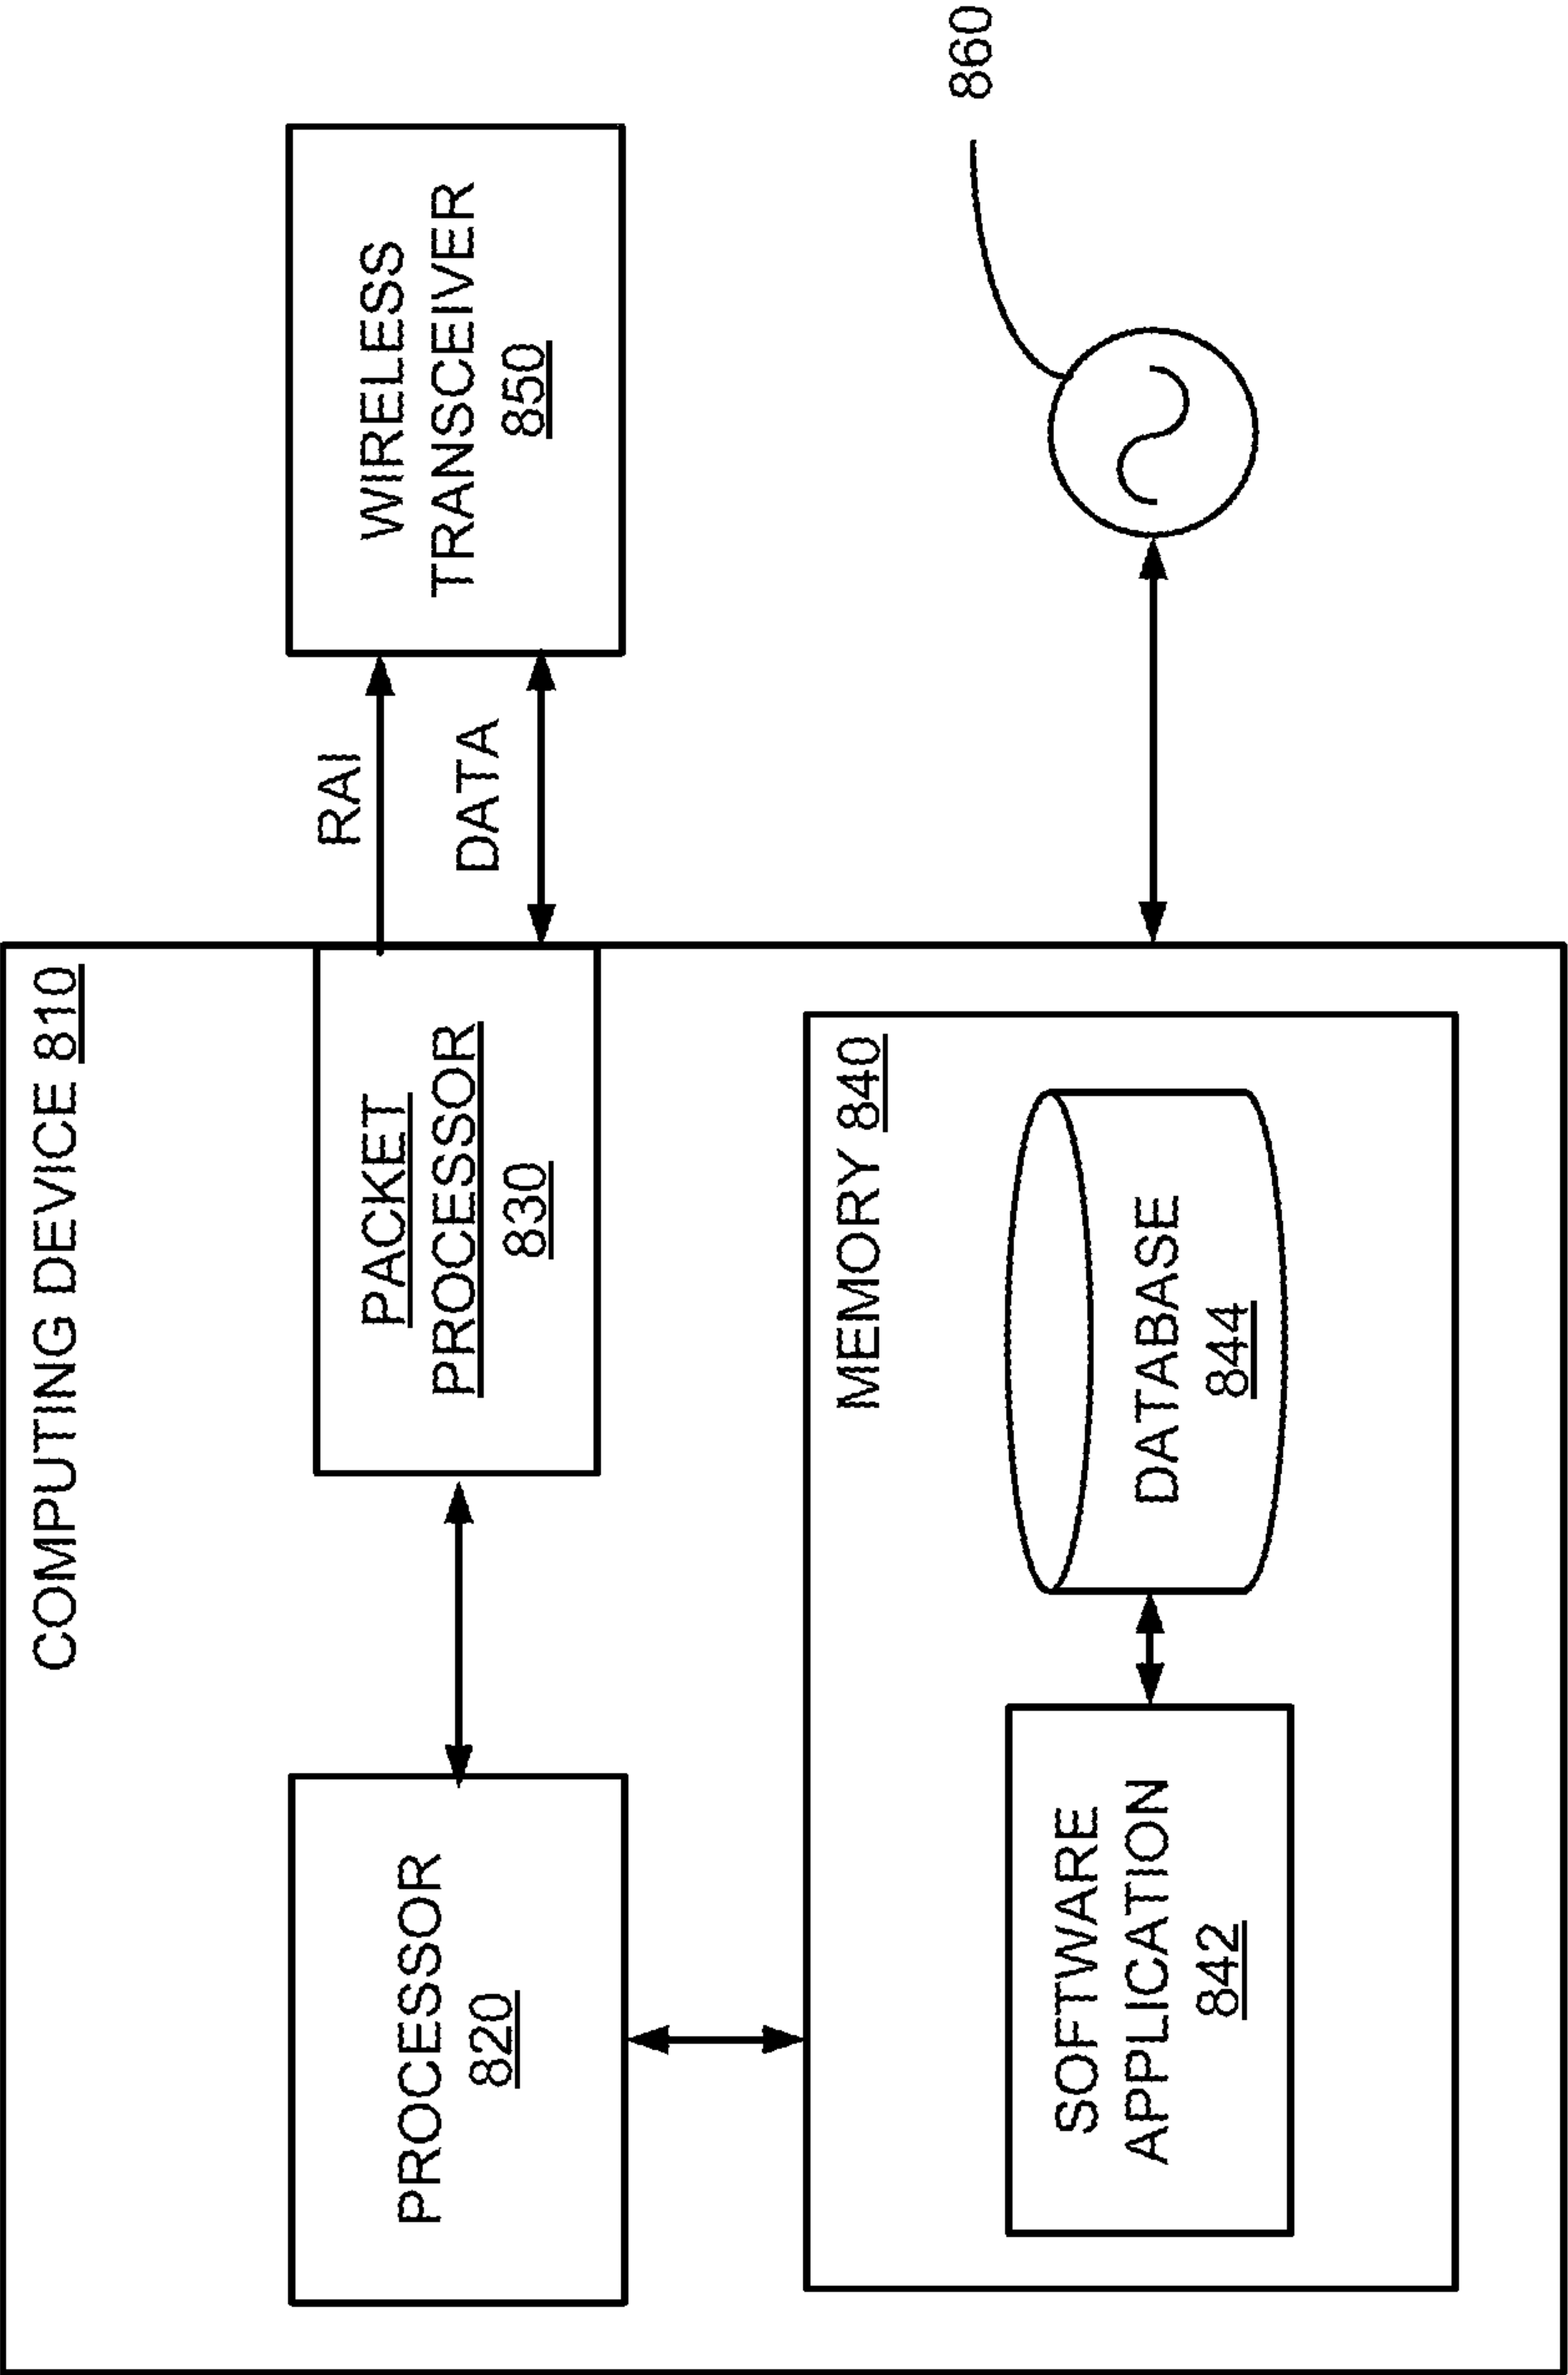 COMPUTING DEVICE 810
PROCESSOR
820
PACKET
PROCESSOR
830
RAI
DATA
WIRELESS
TRANSCEIVER
850
MEMORY 840
SOFTWARE
APPLICATION
842
DATABASE
844
860